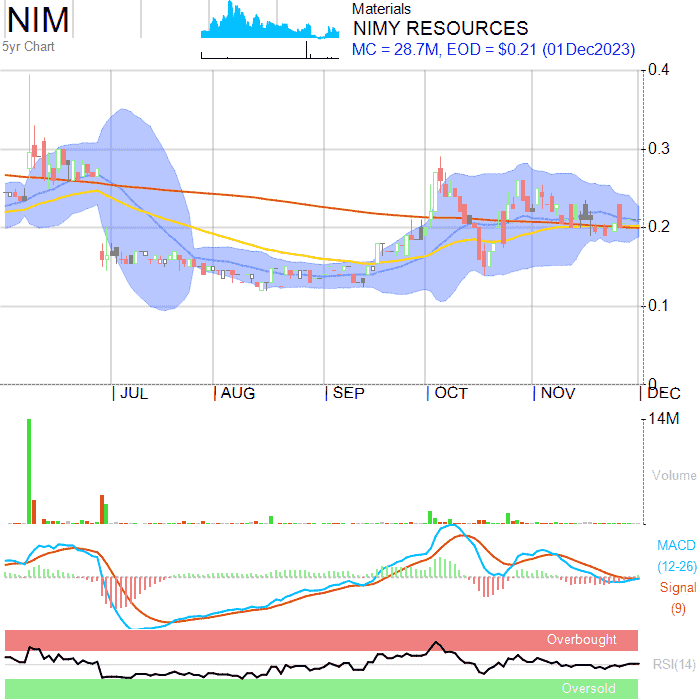 NIM
5yr Chart
Materials
NIMY RESOURCES
MC = 28.7M, EOD = $0.21 (01Dec2023)
0.4
0.3
0.2
0.1
0
JUL AUG SEP OCT NOV DEC
14M
Volume
MACD
(12-26)
Signal
(9)
Overbought
RSI(14)
Oversold